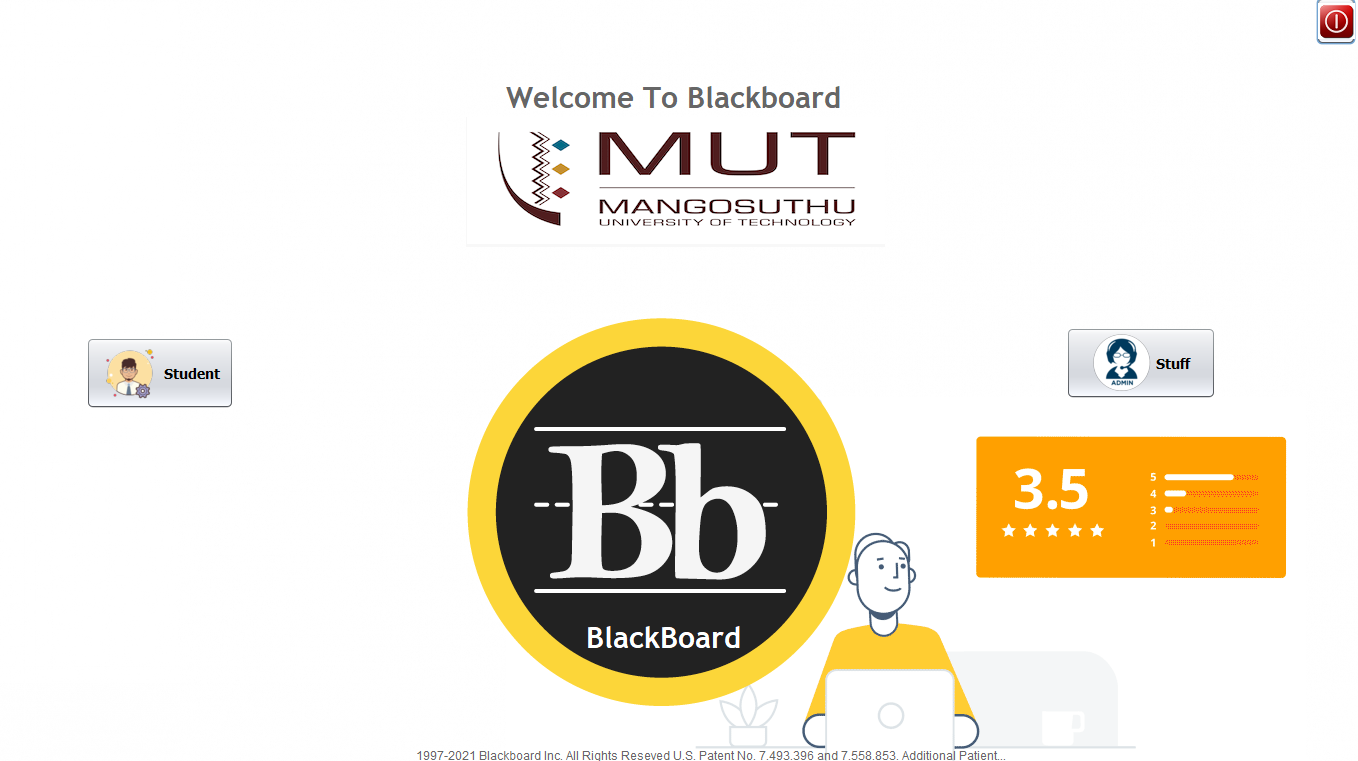 Welcome To Blackboard
MUT
MANGOSUTHU
UNIVERSITY OF TECHNOLOGY
Student
ADMIN
Stuff
Bb
BlackBoard
3.5
5
4
3
2
1
1997-2021 Blackboard Inc. All Rights Reseved U.S. Patent No. 7.493.396 and 7.558.853. Additional Patient...